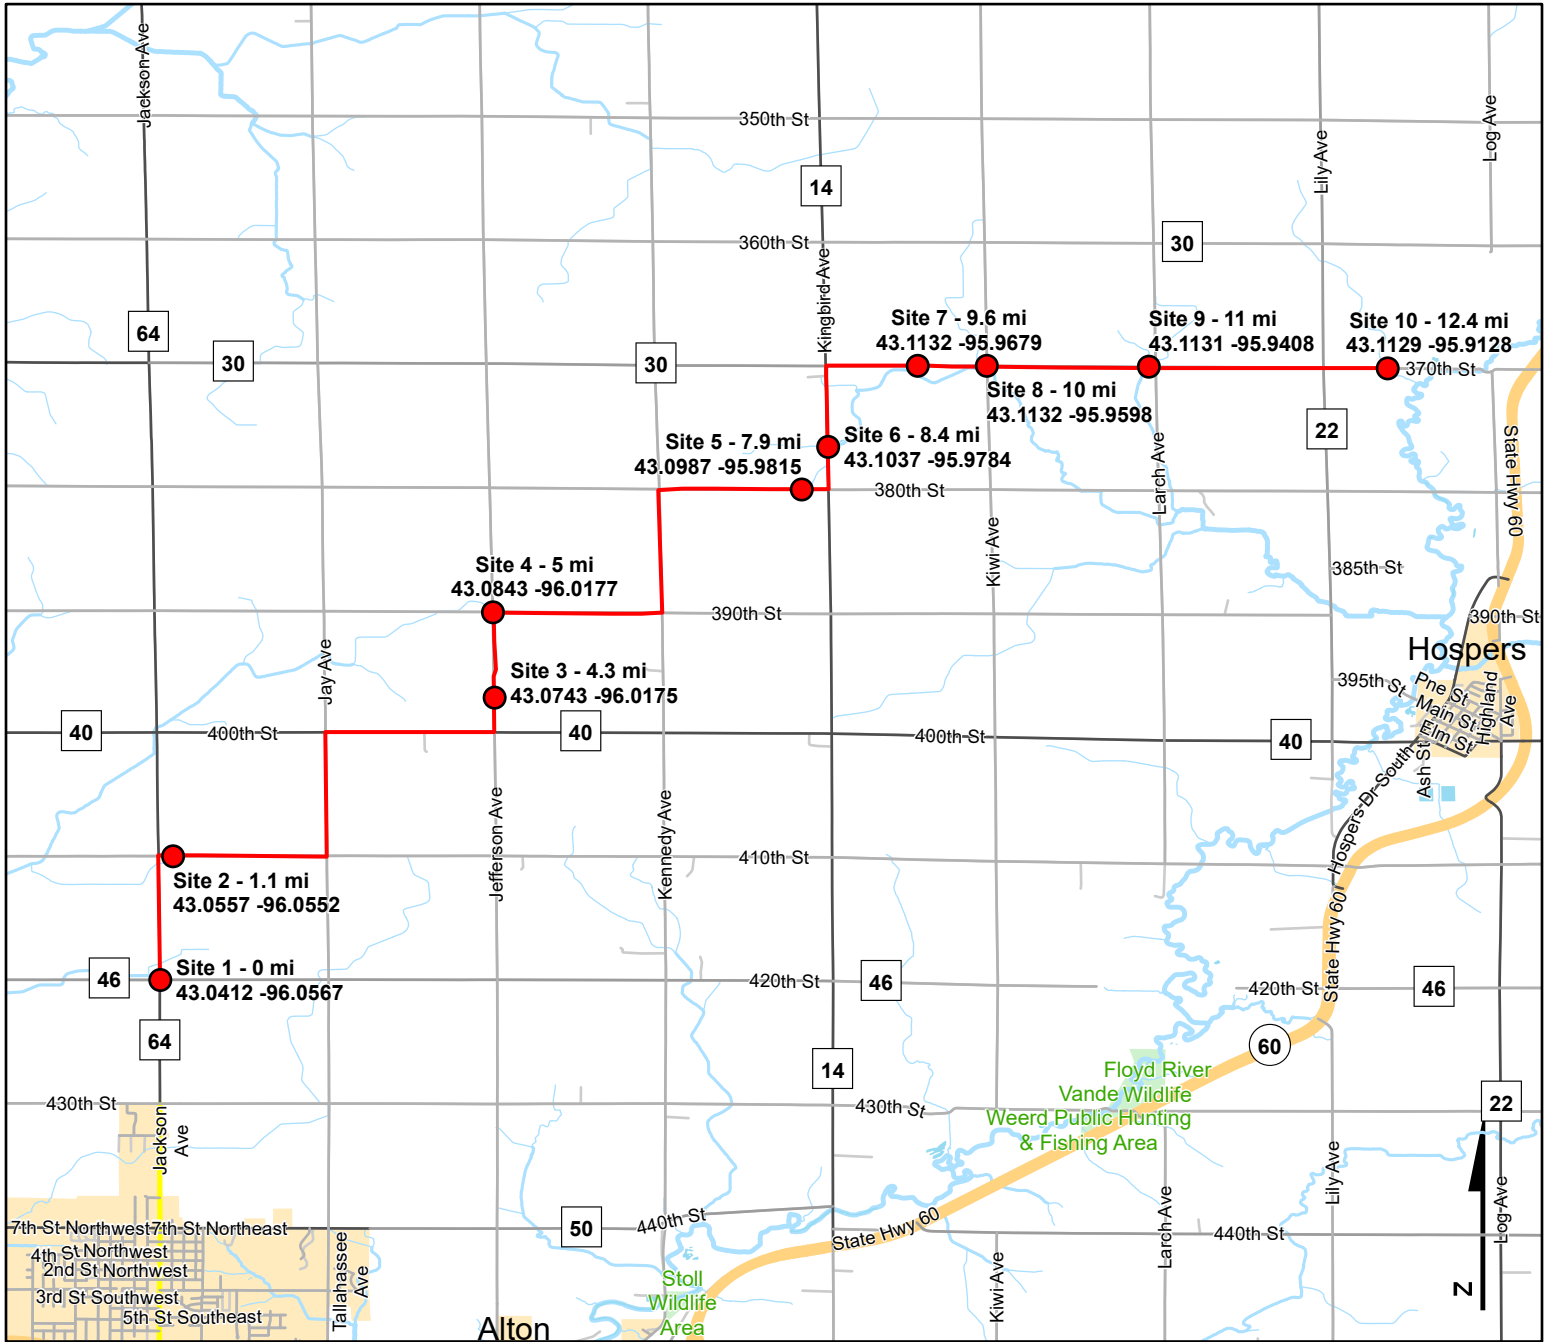 Jackson Ave
Log Ave
350th St
Lily Ave
14
360th St
30
Kingbird Ave
64
30
30
Site 7 - 9.6 mi
43.1132 -95.9679
Site 9 - 11 mi
43.1131 -95.9408
Site 10 - 12.4 mi
43.1129 -95.9128
370th St
Site 8 - 10 mi
43.1132 -95.9598
22
Site 5 - 7.9 mi
43.0987 -95.9815
Site 6 - 8.4 mi
43.1037 -95.9784
Larch Ave
State Hwy 60
380th St
Kiwi Ave
Site 4 - 5 mi
43.0843 -96.0177
385th St
390th St
390th St
Hospers
Jay Ave
Site 3 - 4.3 mi
43.0743 -96.0175
395th St
Pne St
Main St
Elm St
Highland
Ave
40
400th St
40
400th St
40
Ash St
Hospers Dr South
Jefferson Ave
Kennedy Ave
410th St
Site 2 - 1.1 mi
43.0557 -96.0552
State Hwy 60
46
Site 1 - 0 mi
43.0412 -96.0567
420th St
46
420th St
46
64
60
14
Floyd River
Vande Wildlife
Weerd Public Hunting
& Fishing Area
430th St
430th St
22
Jackson
Ave
Lily Ave
Larch Ave
Log Ave
7th St Northwest
7th St Northeast
50
440th St
State Hwy 60
440th St
4th St Northwest
2nd St Northwest
Tallahassee
Ave
Kiwi Ave
3rd St Southwest
5th St Southeast
Stoll
Wildlife
Area
Alton
N